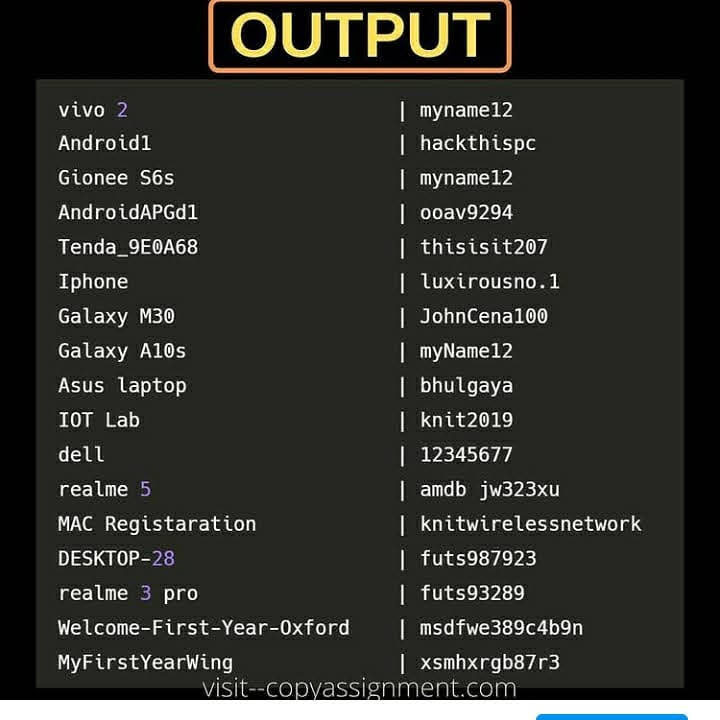 OUTPUT
vivo 2 | myname12
Android1 | hackthispc
Gionee S6s | myname12
AndroidAPGd1 | ooav9294
Tenda_9E0A68 | thisisit207
Iphone | luxirousno.1
Galaxy M30 | JohnCena100
Galaxy A10s | myName12
Asus laptop | bhulgaya
IOT Lab | knit2019
dell | 12345677
realme 5 | amdb jw323xu
MAC Registaration | knitwirelessnetwork
DESKTOP-28 | futs987923
realme 3 pro | futs93289
Welcome-First-Year-Oxford | msdfwe389c4b9n
MyFirstYearWing | xsmhxrgb87r3
visit--copyassignment.com